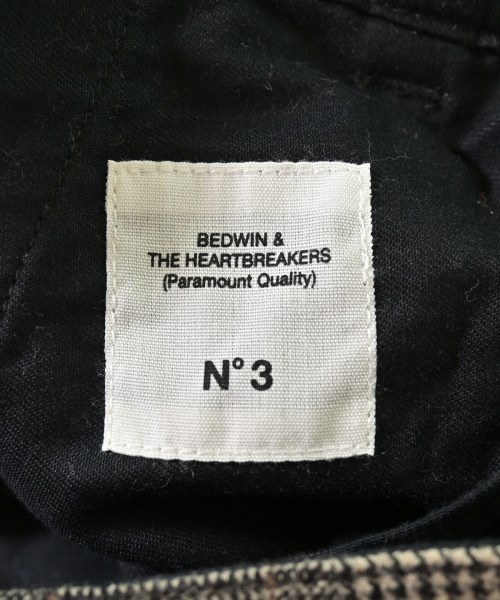 BEDWIN &
THE HEARTBREAKERS
(Paramount Quality)
N° 3